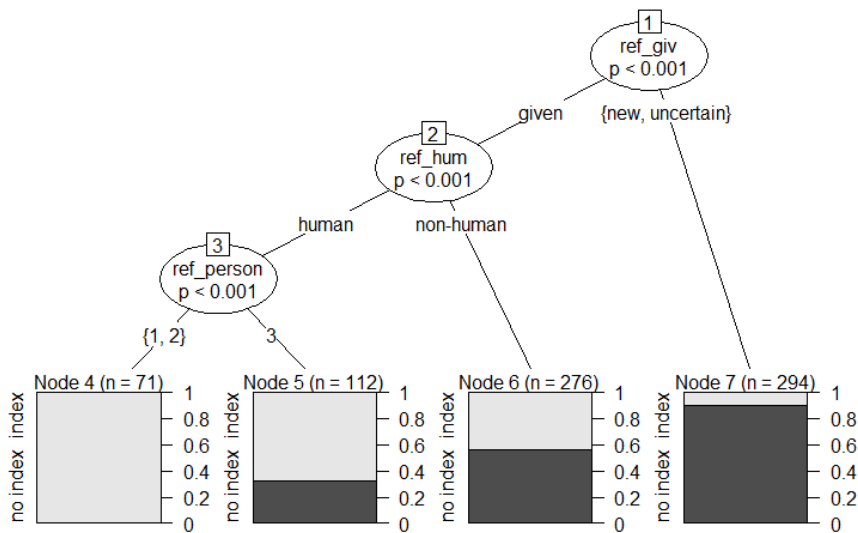 1
ref_giv
p < 0.001
given
{new, uncertain}
2
ref_hum
p < 0.001
human
non-human
3
ref_person
p < 0.001
{1, 2}
3
Node 4 (n = 71)
no index index
0
0.2
0.4
0.6
0.8
1
Node 5 (n = 112)
no index index
0
0.2
0.4
0.6
0.8
1
Node 6 (n = 276)
no index index
0
0.2
0.4
0.6
0.8
1
Node 7 (n = 294)
no index index
0
0.2
0.4
0.6
0.8
1